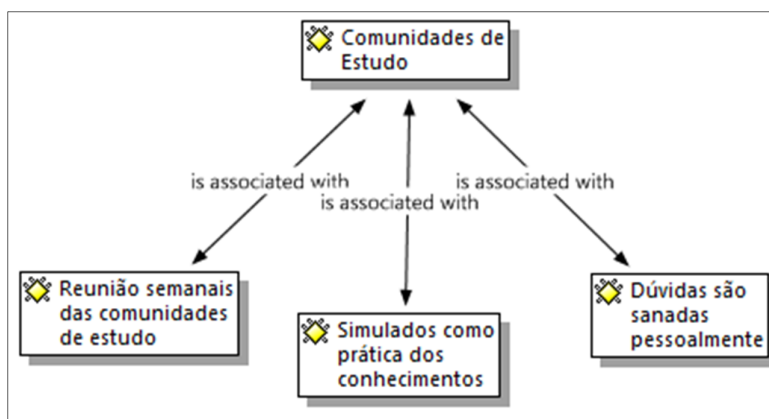 Comunidades de
Estudo
is associated with
is associated with
is associated with
Reunião semanais
das comunidades
de estudo
Simulados como
prática dos
conhecimentos
Dúvidas são
sanadas
pessoalmente